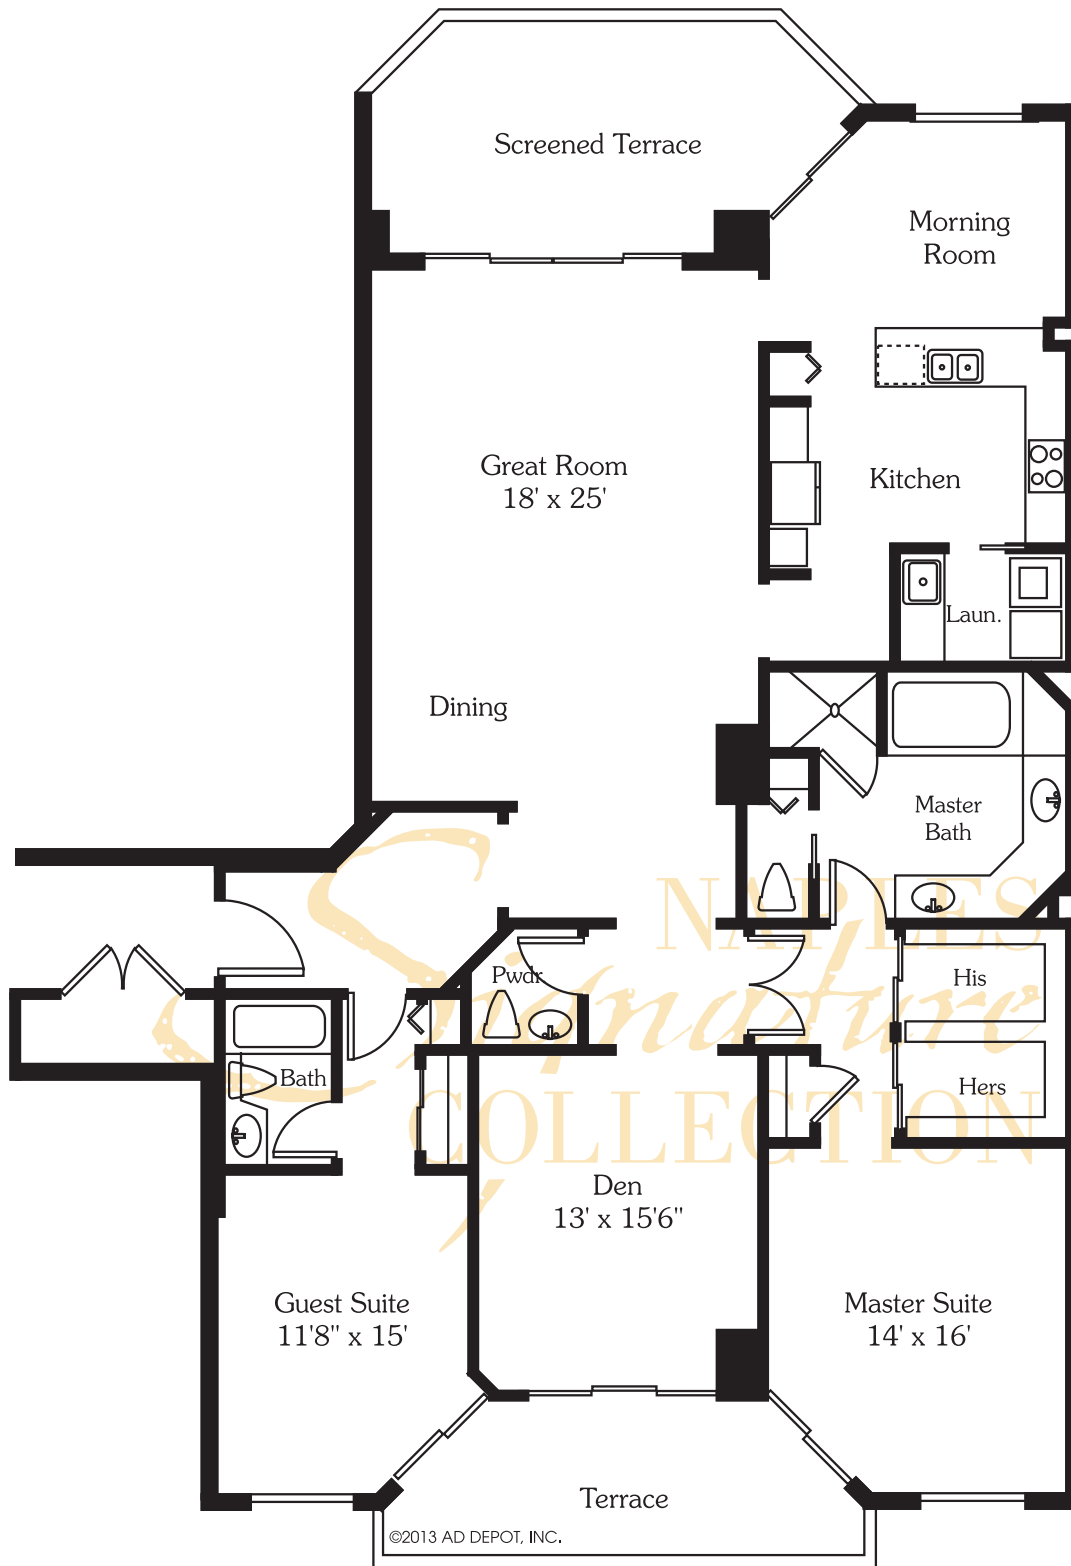 Screened Terrace
Morning
Room
Great Room
18' x 25'
Kitchen
Laun.
Dining
Master
Bath
NAPLES
Signature
COLLECTION
Pwdr
His
Bath
Hers
Den
13' x 15'6"
Guest Suite
11'8" x 15'
Master Suite
14' x 16'
Terrace
©2013 AD DEPOT, INC.